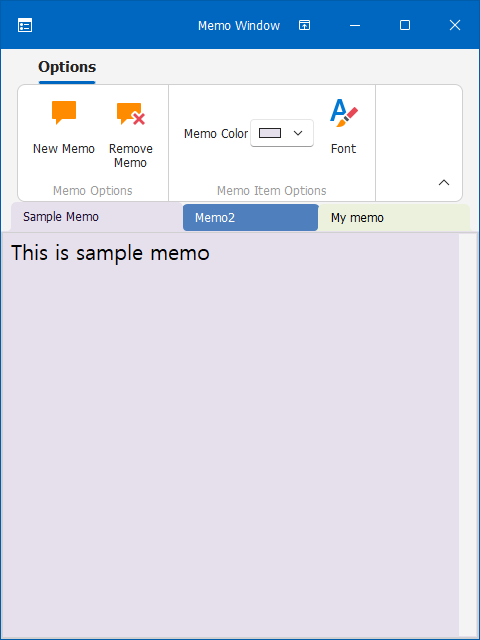 Memo Window
Options
New Memo
Remove
Memo
Memo Color
Font
Memo Options
Memo Item Options
Sample Memo
Memo2
My memo
This is sample memo